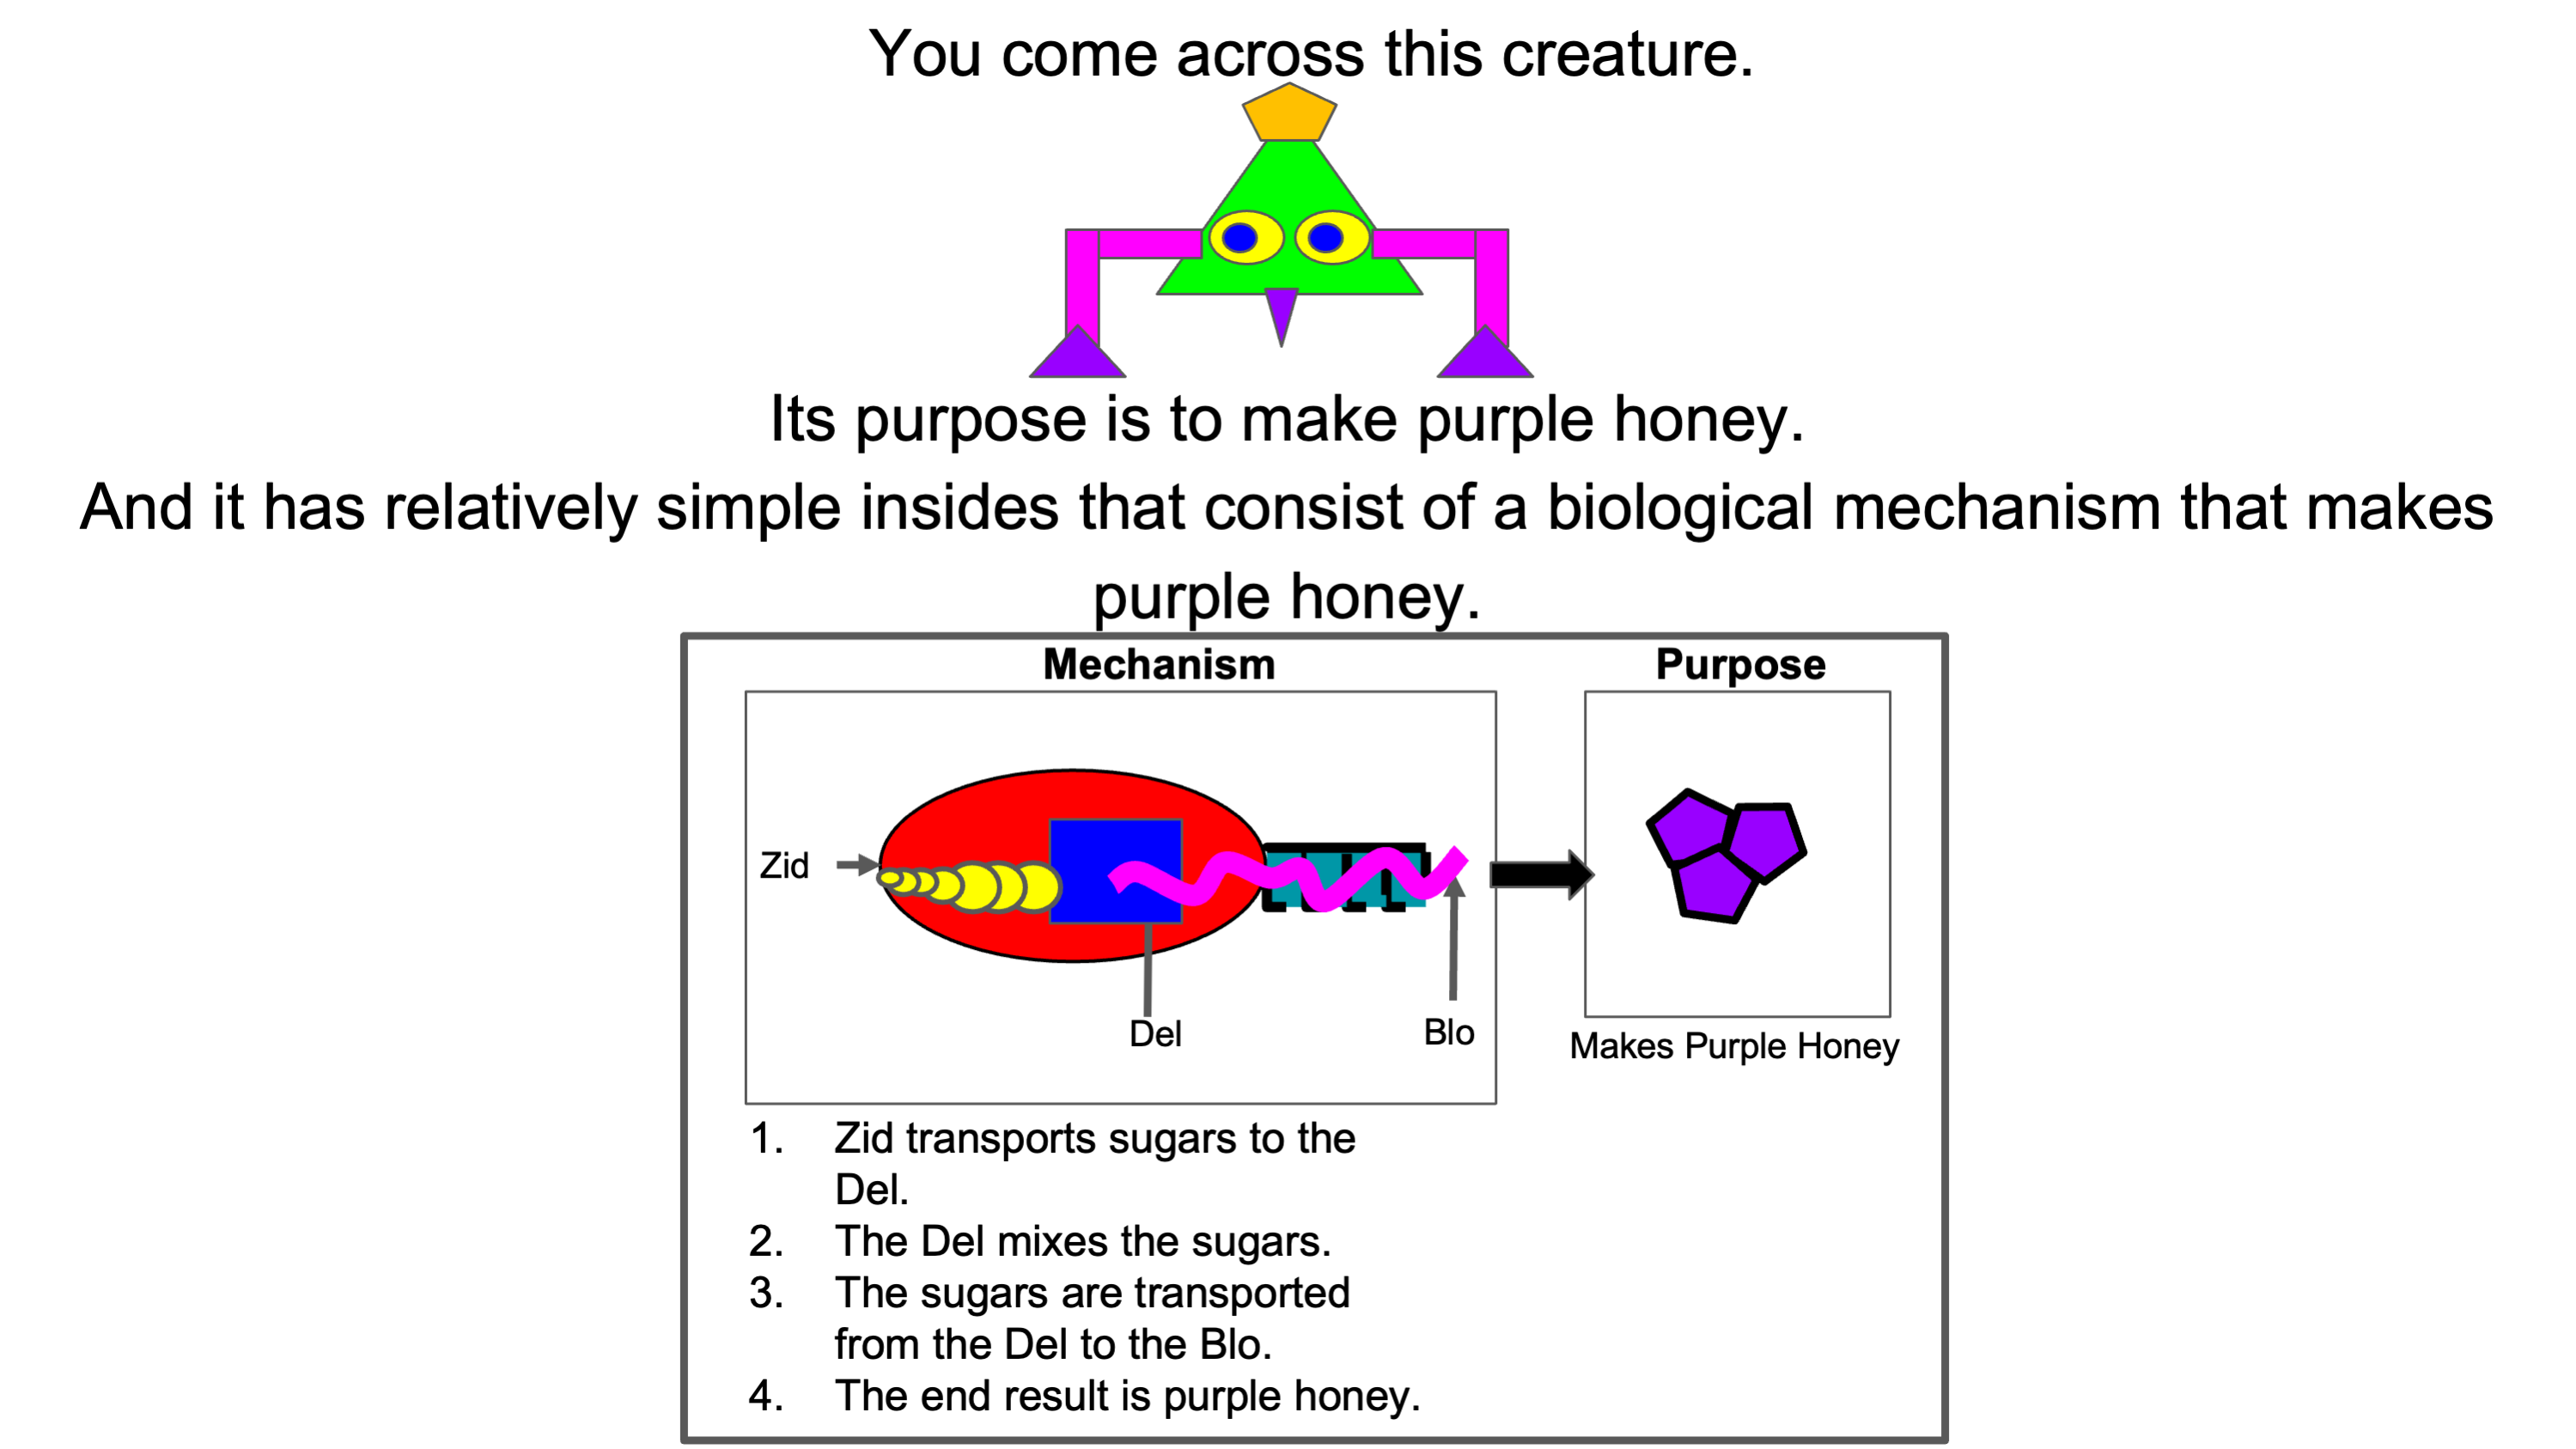 You come across this creature.
Its purpose is to make purple honey.
And it has relatively simple insides that consist of a biological mechanism that makes
purple honey.
Mechanism
Purpose
Zid
Del
Blo
Makes Purple Honey
1. Zid transports sugars to the
Del.
2. The Del mixes the sugars.
3. The sugars are transported
from the Del to the Blo.
4. The end result is purple honey.